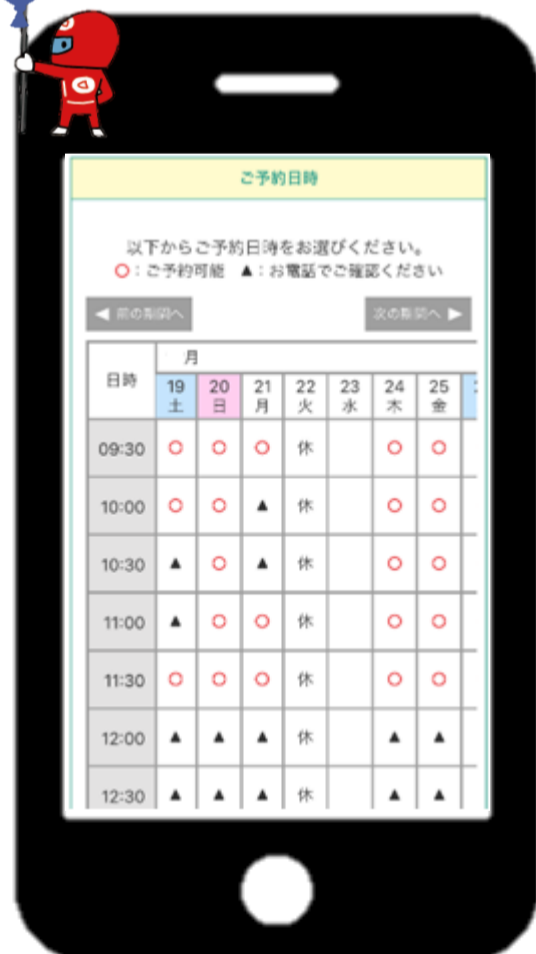 ご予約日時
以下からご予約日時をお選びください。
○：ご予約可能 ▲：お電話でご確認ください
◀ 前の期間へ 次の期間へ ▶
月
日時 19 20 21 22 23 24 25
土 日 月 火 水 木 金
09:30 ○ ○ ○ 休 ○ ○
10:00 ○ ○ ▲ 休 ○ ○
10:30 ▲ ○ ▲ 休 ○ ○
11:00 ▲ ○ ○ 休 ○ ○
11:30 ○ ○ ○ 休 ○ ○
12:00 ▲ ▲ ▲ 休 ▲ ▲
12:30 ▲ ▲ ▲ 休 ▲ ▲